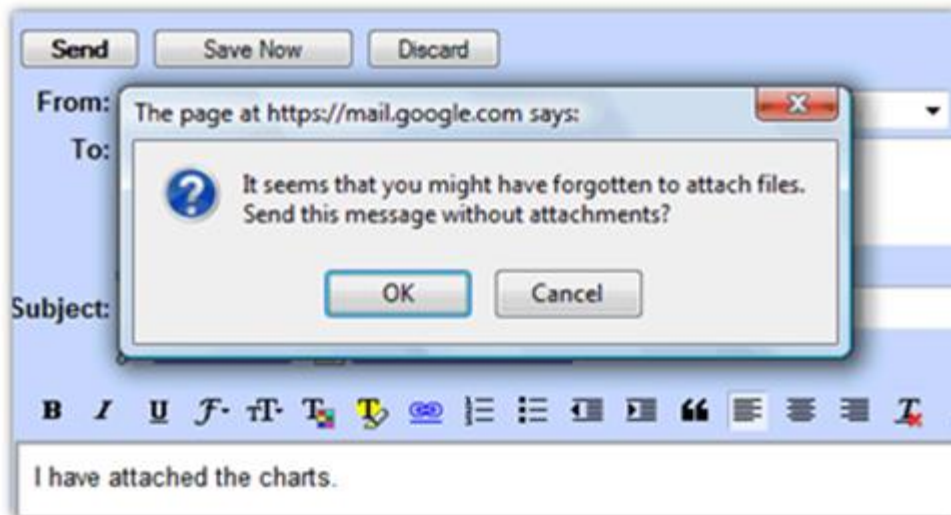 Send Save Now Discard
From:
The page at https://mail.google.com says:
To:
It seems that you might have forgotten to attach files.
Send this message without attachments?
OK Cancel
Subject:
B I U F TT T T T
I have attached the charts.